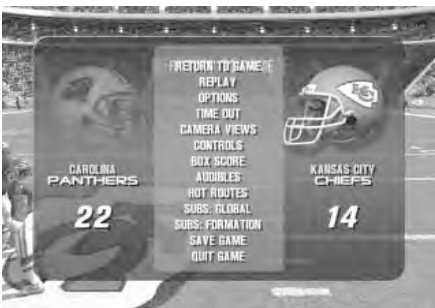 RETURN TO GAME
REPLAY
OPTIONS
TIME OUT
CAMERA VIEWS
CONTROLS
BOX SCORE
AUDIBLES
HOT ROUTES
SUBS: GLOBAL
SUBS: FORMATION
SAVE GAME
QUIT GAME
CAROLINA
PANTHERS
22
KC
KANSAS CITY
CHIEFS
14